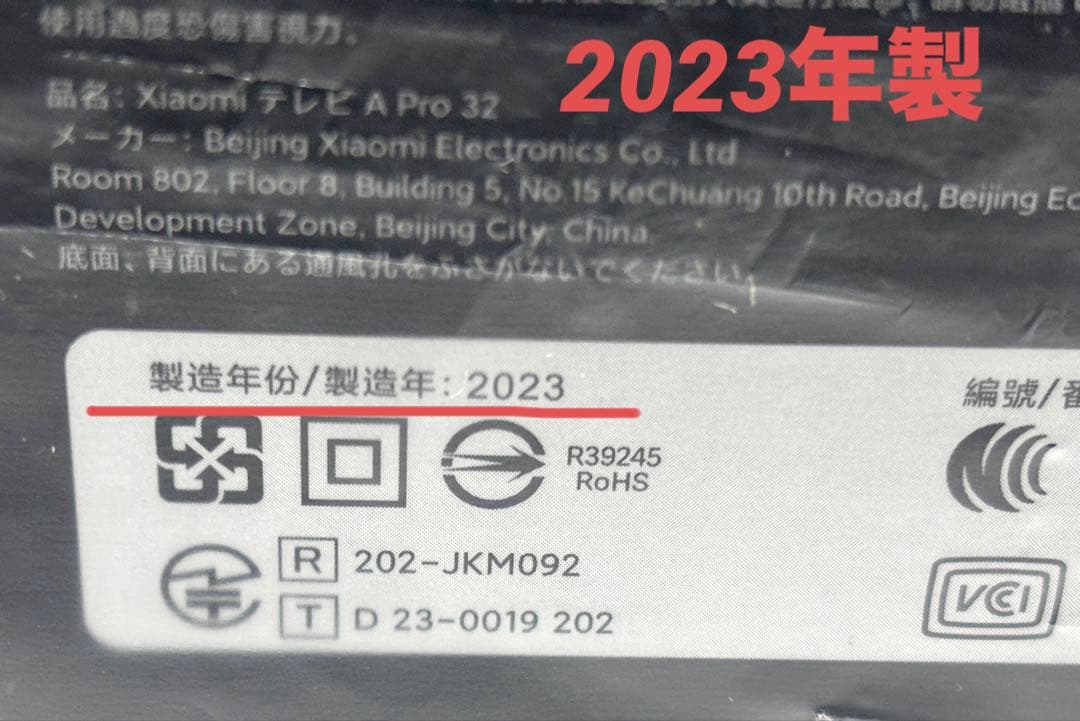 使用過度恐傷害視力。
2023年製
品名: Xiaomi テレビ A Pro 32
メーカー: Beijing Xiaomi Electronics Co., Ltd
Room 802, Floor 8, Building 5, No.15 KeChuang 10th Road, Beijing Ec
Development Zone, Beijing City, China.
底面、背面にある通風孔をふさがないでください。
製造年份/製造年: 2023
編號/番
R39245
RoHS
R 202-JKM092
T D 23-0019 202
VCCI